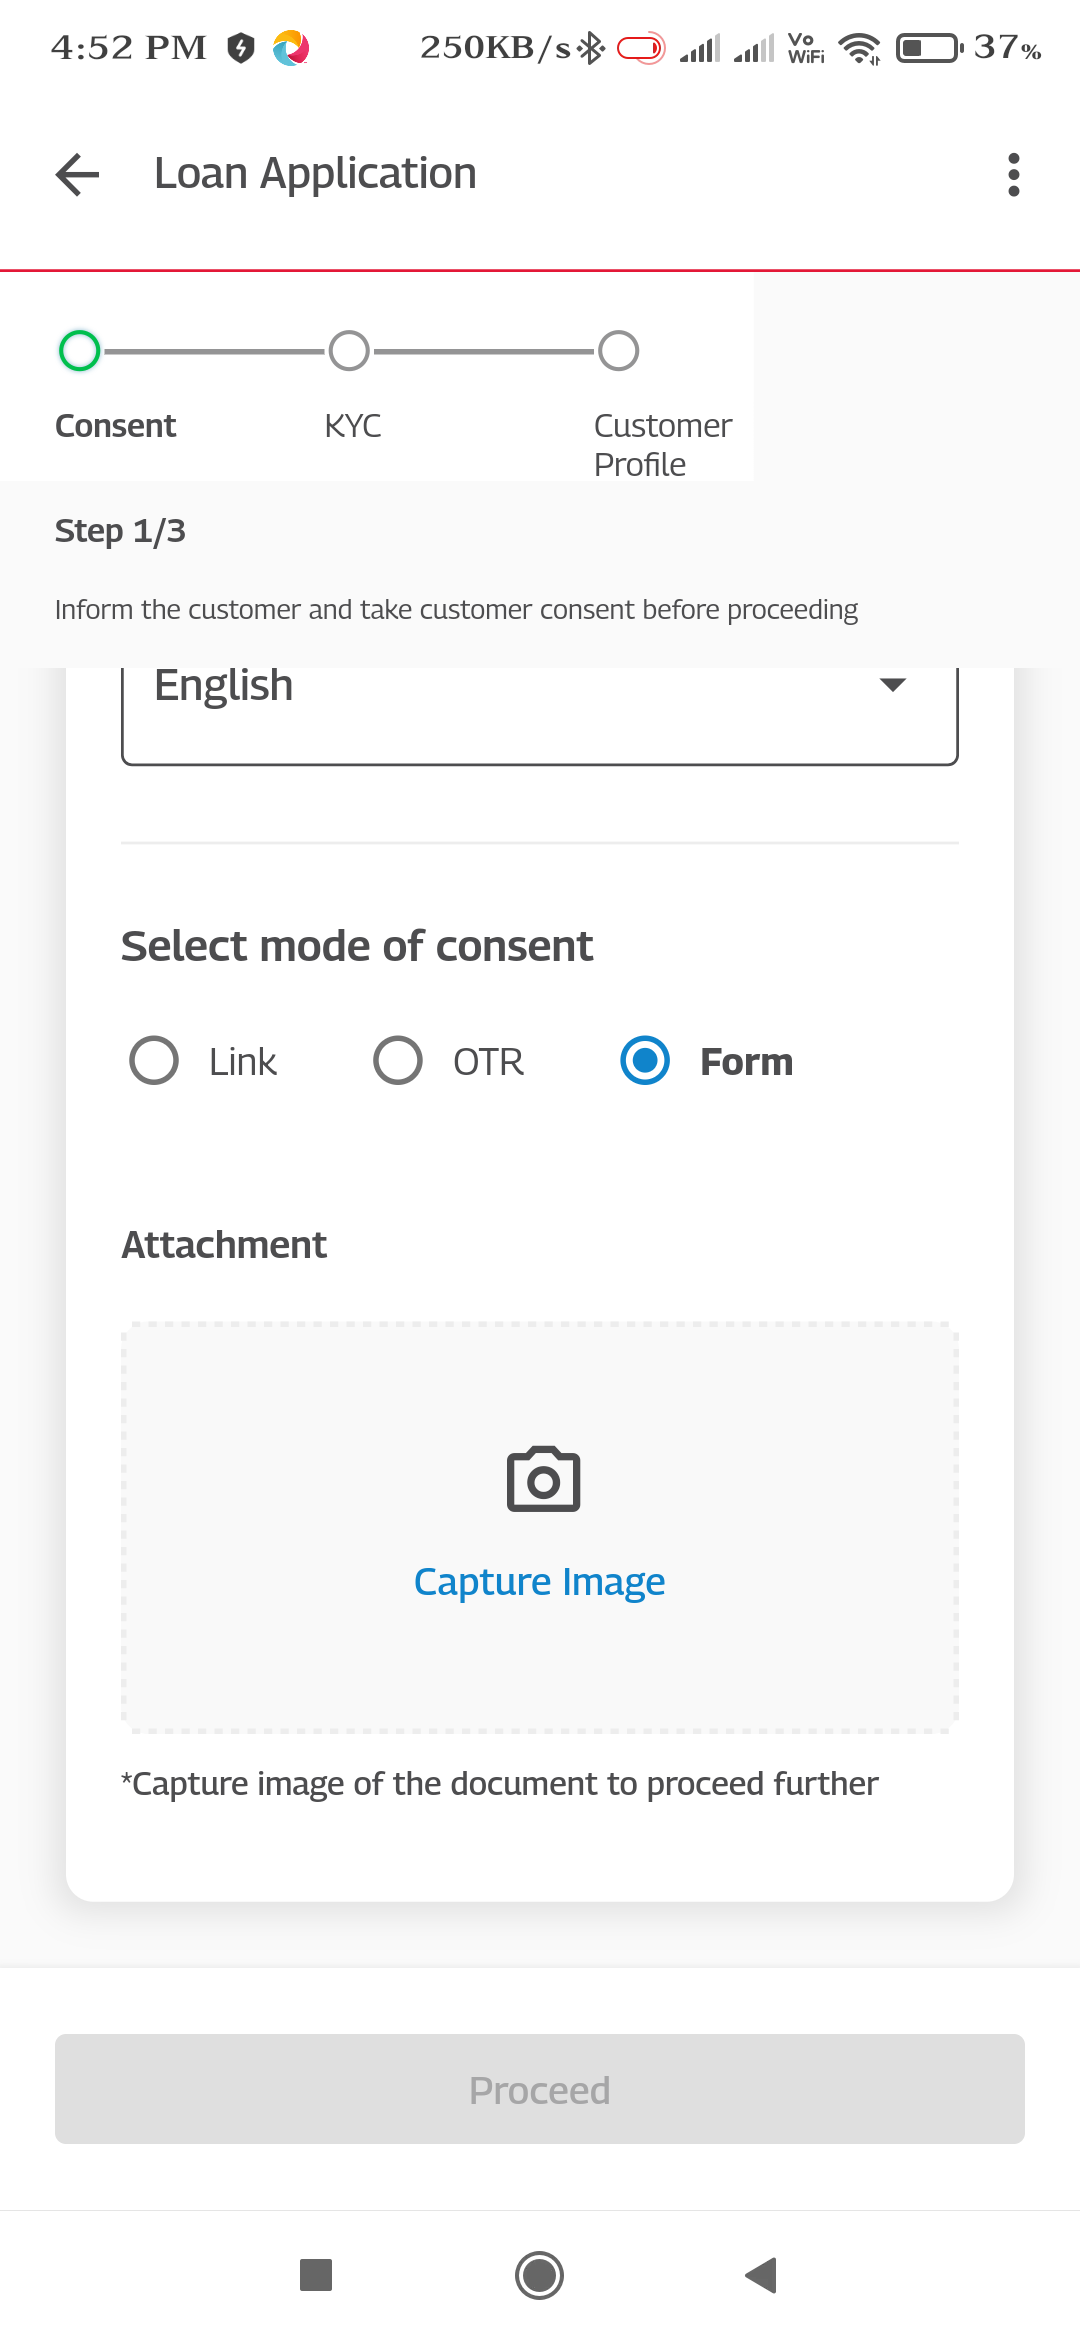 4:52 PM 250KB/s Vo WiFi 37%
Loan Application
Consent KYC Customer
Profile
Step 1/3
Inform the customer and take customer consent before proceeding
English
Select mode of consent
Link OTR Form
Attachment
Capture Image
*Capture image of the document to proceed further
Proceed